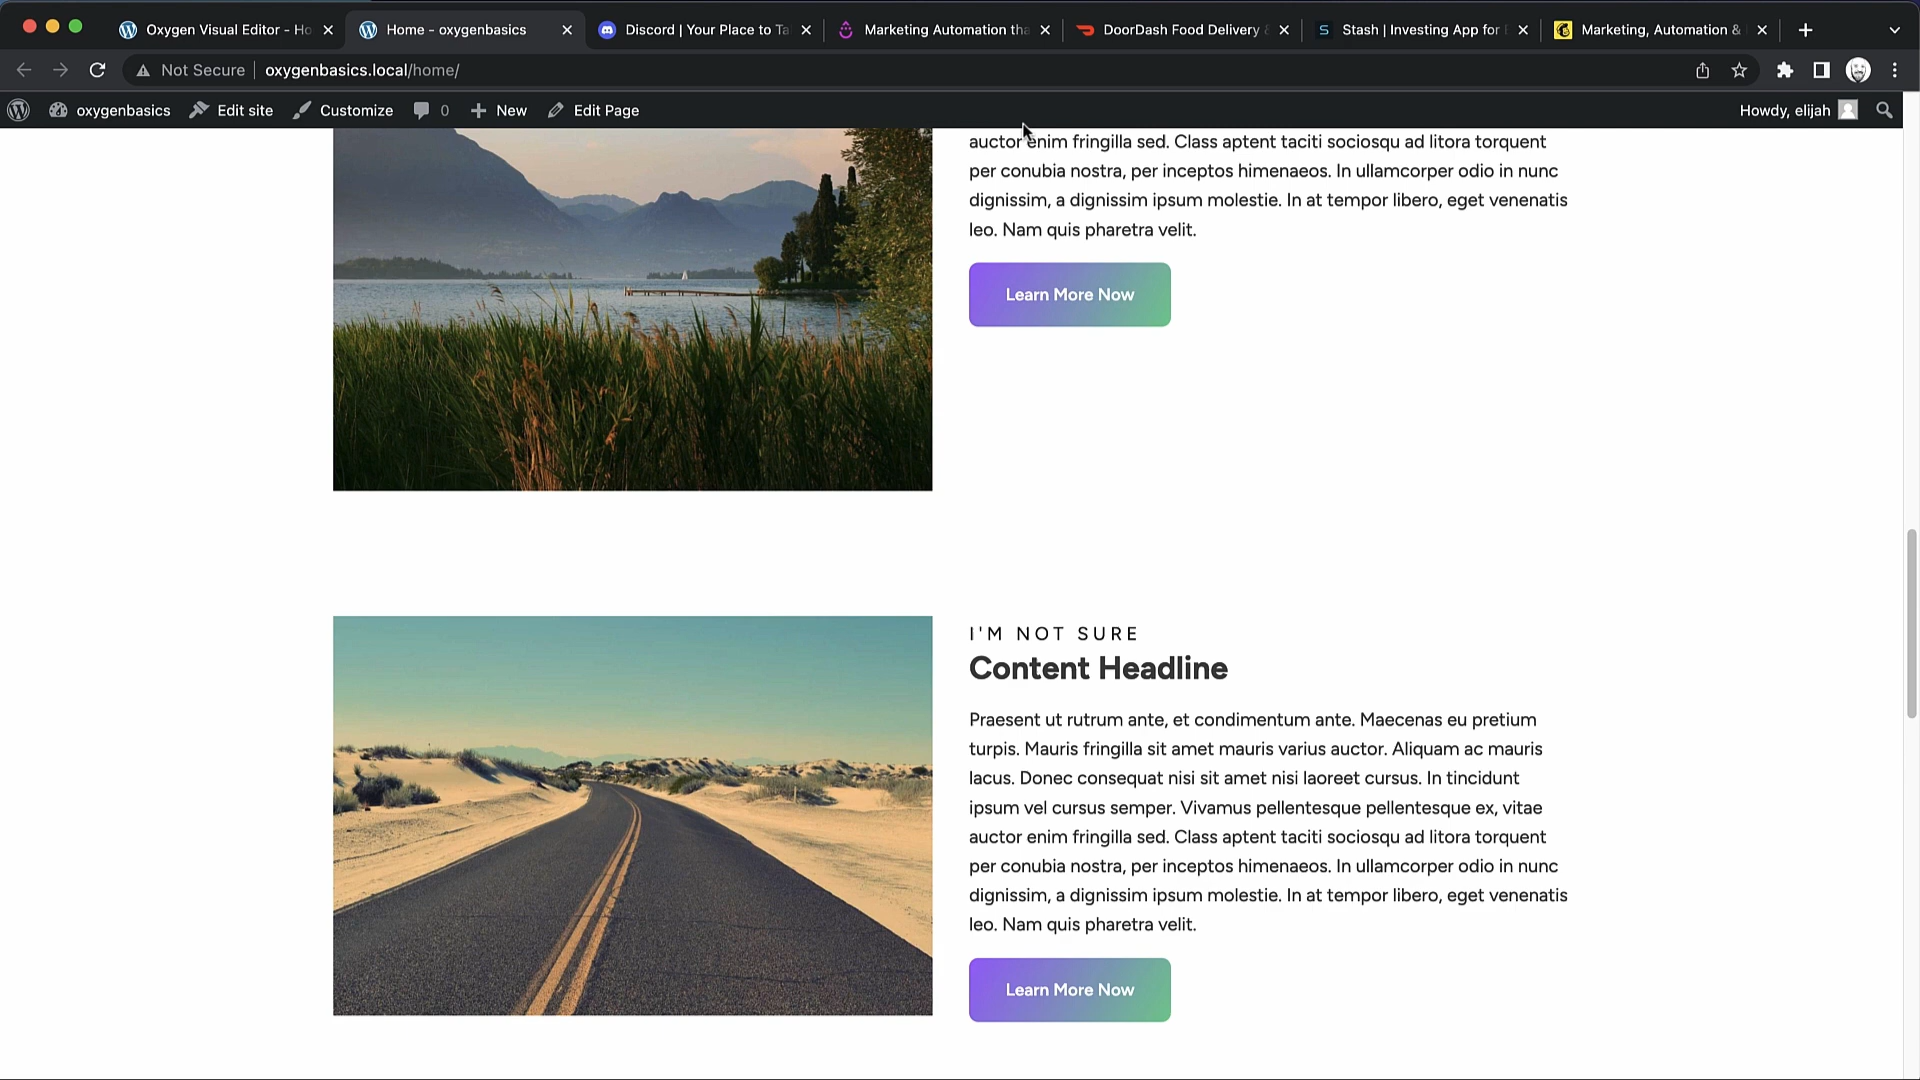 Oxygen Visual Editor - Ho
Home - oxygenbasics
Discord | Your Place to Ta
Marketing Automation tha
DoorDash Food Delivery &
Stash | Investing App for
Marketing, Automation &
Not Secure
oxygenbasics.local/home/
oxygenbasics
Edit site
Customize
0
New
Edit Page
Howdy, elijah
auctor enim fringilla sed. Class aptent taciti sociosqu ad litora torquent
per conubia nostra, per inceptos himenaeos. In ullamcorper odio in nunc
dignissim, a dignissim ipsum molestie. In at tempor libero, eget venenatis
leo. Nam quis pharetra velit.
Learn More Now
I'M NOT SURE
Content Headline
Praesent ut rutrum ante, et condimentum ante. Maecenas eu pretium
turpis. Mauris fringilla sit amet mauris varius auctor. Aliquam ac mauris
lacus. Donec consequat nisi sit amet nisi laoreet cursus. In tincidunt
ipsum vel cursus semper. Vivamus pellentesque pellentesque ex, vitae
auctor enim fringilla sed. Class aptent taciti sociosqu ad litora torquent
per conubia nostra, per inceptos himenaeos. In ullamcorper odio in nunc
dignissim, a dignissim ipsum molestie. In at tempor libero, eget venenatis
leo. Nam quis pharetra velit.
Learn More Now